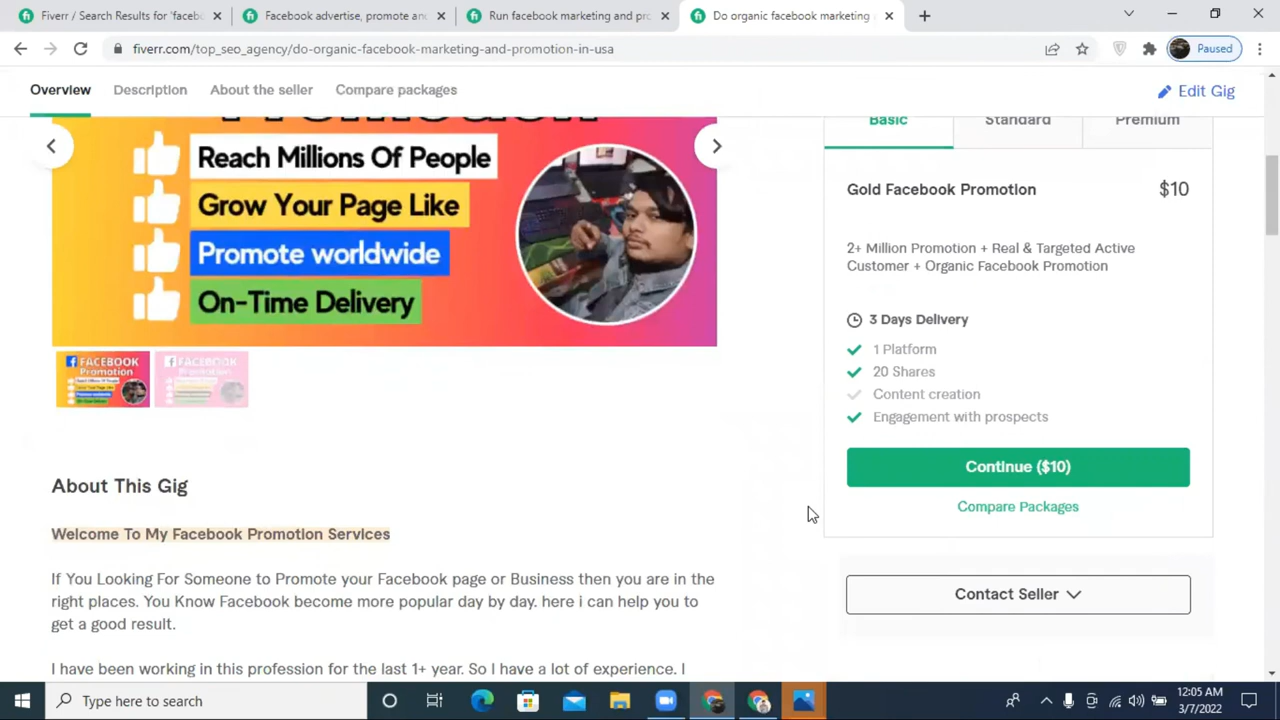 Fiverr / Search Results for 'faceb
Facebook advertise, promote and
Run facebook marketing and pro
Do organic facebook marketing
fiverr.com/top_seo_agency/do-organic-facebook-marketing-and-promotion-in-usa
Paused
Overview
Description
About the seller
Compare packages
Edit Gig
Reach Millions Of People
Grow Your Page Like
Promote worldwide
On-Time Delivery
FACEBOOK
Promotion
FACEBOOK
Promotion
Basic
Standard
Premium
Gold Facebook Promotion
$10
2+ Million Promotion + Real & Targeted Active
Customer + Organic Facebook Promotion
3 Days Delivery
1 Platform
20 Shares
Content creation
Engagement with prospects
Continue ($10)
Compare Packages
Contact Seller
About This Gig
Welcome To My Facebook Promotion Services
If You Looking For Someone to Promote your Facebook page or Business then you are in the
right places. You Know Facebook become more popular day by day. here i can help you to
get a good result.
I have been working in this profession for the last 1+ year. So I have a lot of experience. I
Type here to search
12:05 AM
3/7/2022